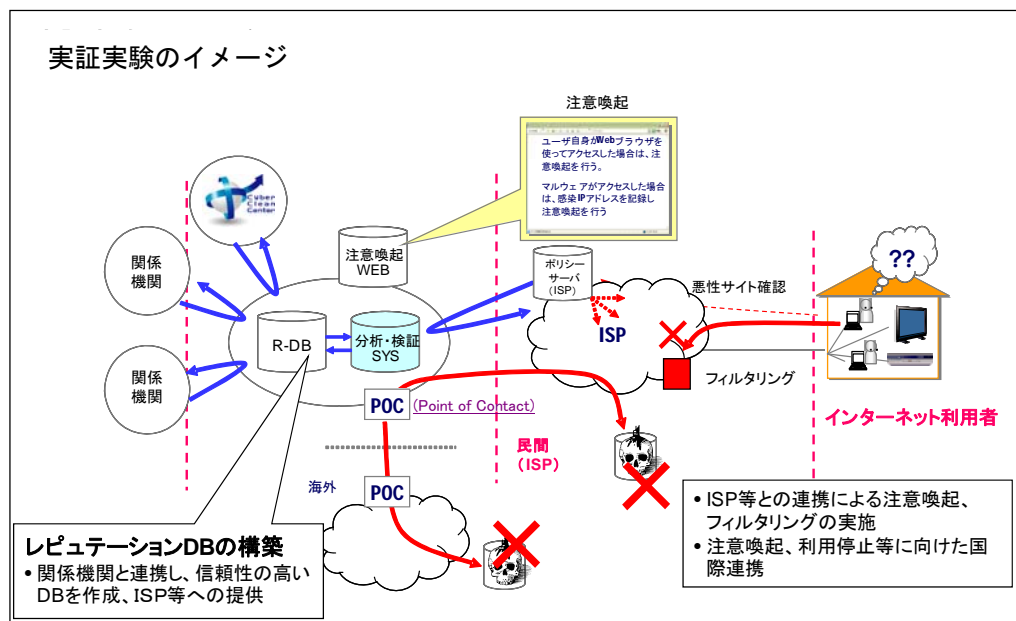 実証実験のイメージ
注意喚起
ユーザ自身がWebブラウザを
使ってアクセスした場合は、注
意喚起を行う。
マルウェアがアクセスした場合
は、感染IPアドレスを記録し
注意喚起を行う
Cyber
Clean
Center
関係
機関
注意喚起
WEB
ポリシー
サーバ
(ISP)
??
悪性サイト確認
R-DB
分析・検証
SYS
ISP
関係
機関
フィルタリング
POC
(Point of Contact)
インターネット利用者
民間
(ISP)
海外
POC
レピュテーションDBの構築
• 関係機関と連携し、信頼性の高い
DBを作成、ISP等への提供
• ISP等との連携による注意喚起、
フィルタリングの実施
• 注意喚起、利用停止等に向けた国
際連携